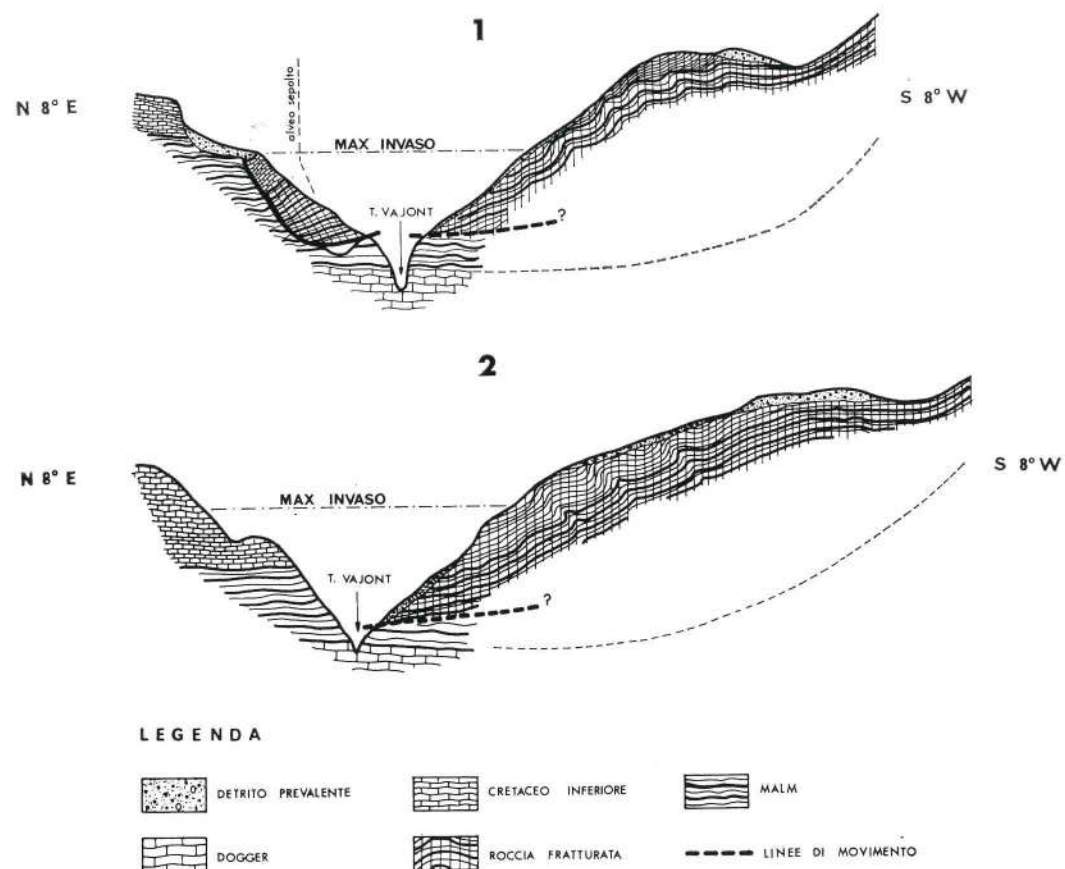 1
N 8° E
alveo sepolto
MAX INVASO
T. VAJONT
?
S 8° W
2
N 8° E
MAX INVASO
T. VAJONT
?
S 8° W
LEGENDA
DETRITO PREVALENTE
CRETACEO INFERIORE
MALM
DOGGER
ROCCIA FRATTURATA
LINEE DI MOVIMENTO